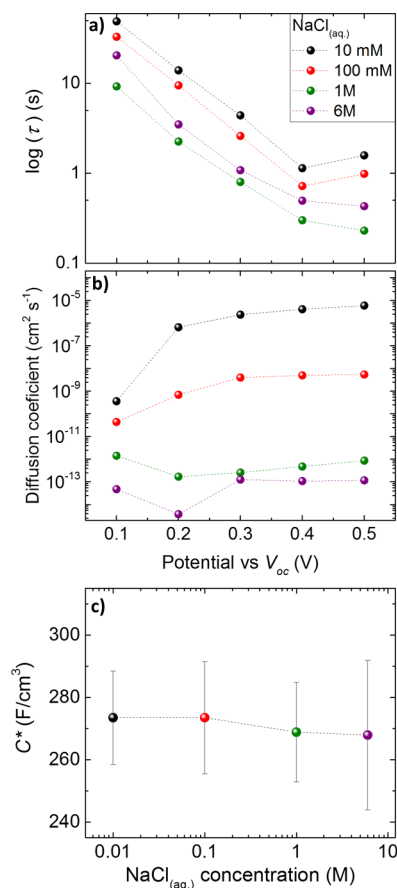 a)
NaCl(aq.)
10 mM
100 mM
1M
6M
log (τ) (s)
10
1
0.1
b)
Diffusion coeficient (cm² s⁻¹)
10⁻⁵
10⁻⁷
10⁻⁹
10⁻¹¹
10⁻¹³
0.1 0.2 0.3 0.4 0.5
Potential vs Voc (V)
c)
C* (F/cm³)
300
280
260
240
0.01 0.1 1 10
NaCl(aq.) concentration (M)